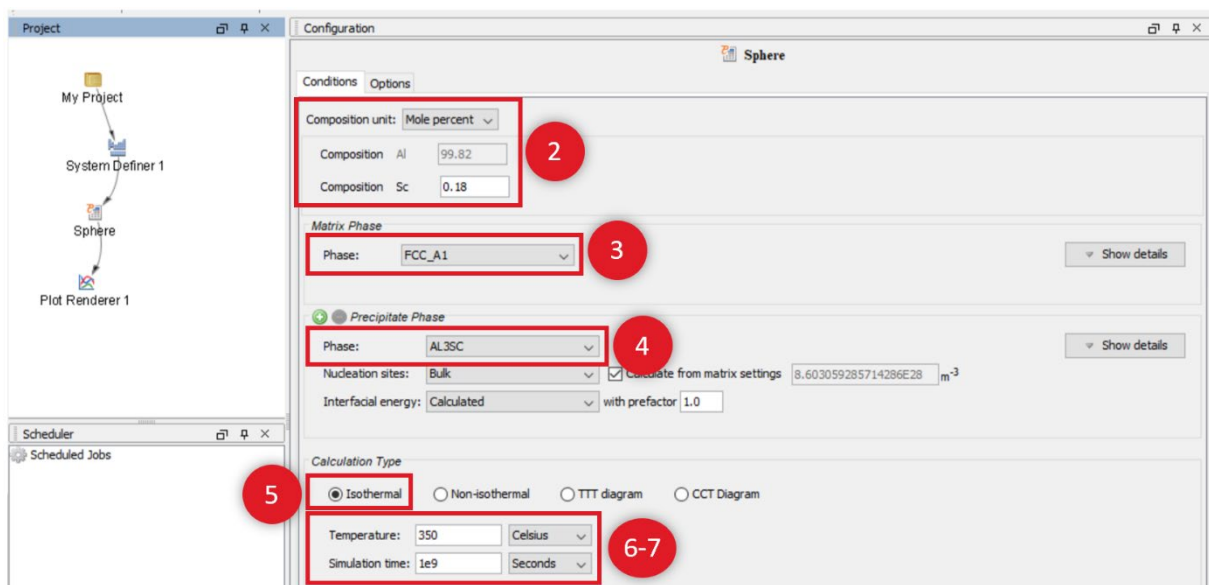 Project
My Project
System Definer 1
Sphere
Plot Renderer 1
Scheduler
Scheduled Jobs
Configuration
Sphere
Conditions Options
Composition unit: Mole percent
2
Composition Al 99.82
Composition Sc 0.18
Matrix Phase
Phase: FCC_A1
3
Show details
Precipitate Phase
Phase: AL3SC
4
Show details
Nucleation sites: Bulk Calculate from matrix settings 8.603059285714286E28 m-3
Interfacial energy: Calculated with prefactor 1.0
Calculation Type
5
Isothermal Non-isothermal TTT diagram CCT Diagram
Temperature: 350 Celsius
6-7
Simulation time: 1e9 Seconds